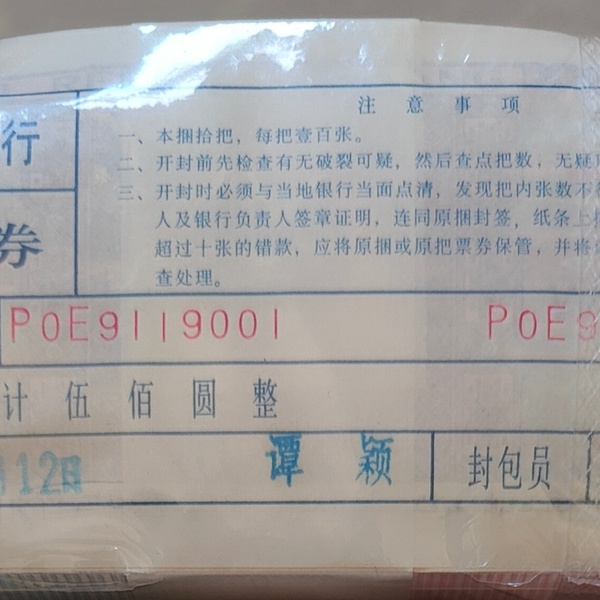 行
券
注意事项
一、本捆拾把，每把壹百张。
二、开封前先检查有无破裂可疑，然后查点把数，无疑
三、开封时必须与当地银行当面点清，发现把内张数不
人及银行负责人签章证明，连同原捆封签，纸条上
超过十张的错款，应将原捆或原把票券保管，并将
查处理。
P0E9119001 P0E9
计伍佰圆整
12日 谭颖 封包员